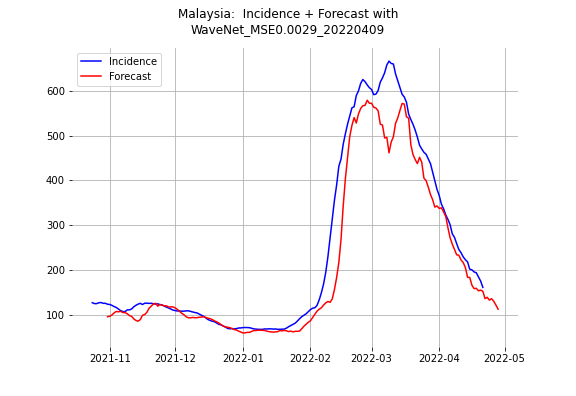 Malaysia:  Incidence + Forecast with
WaveNet_MSE0.0029_20220409
Incidence
Forecast
600
500
400
300
200
100
2021-11 2021-12 2022-01 2022-02 2022-03 2022-04 2022-05